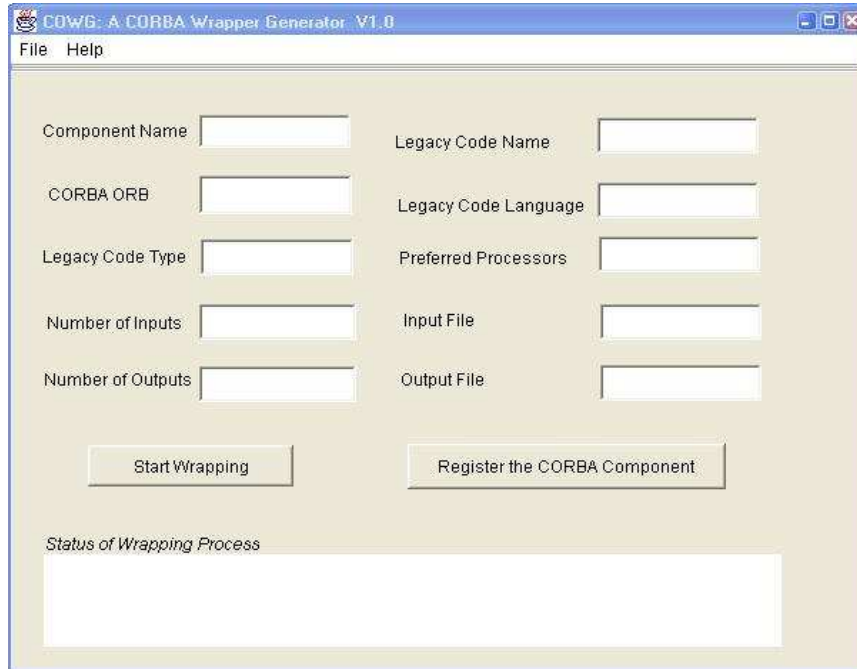 COWG: A CORBA Wrapper Generator V1.0
File Help
Component Name
Legacy Code Name
CORBA ORB
Legacy Code Language
Legacy Code Type
Preferred Processors
Number of Inputs
Input File
Number of Outputs
Output File
Start Wrapping
Register the CORBA Component
Status of Wrapping Process